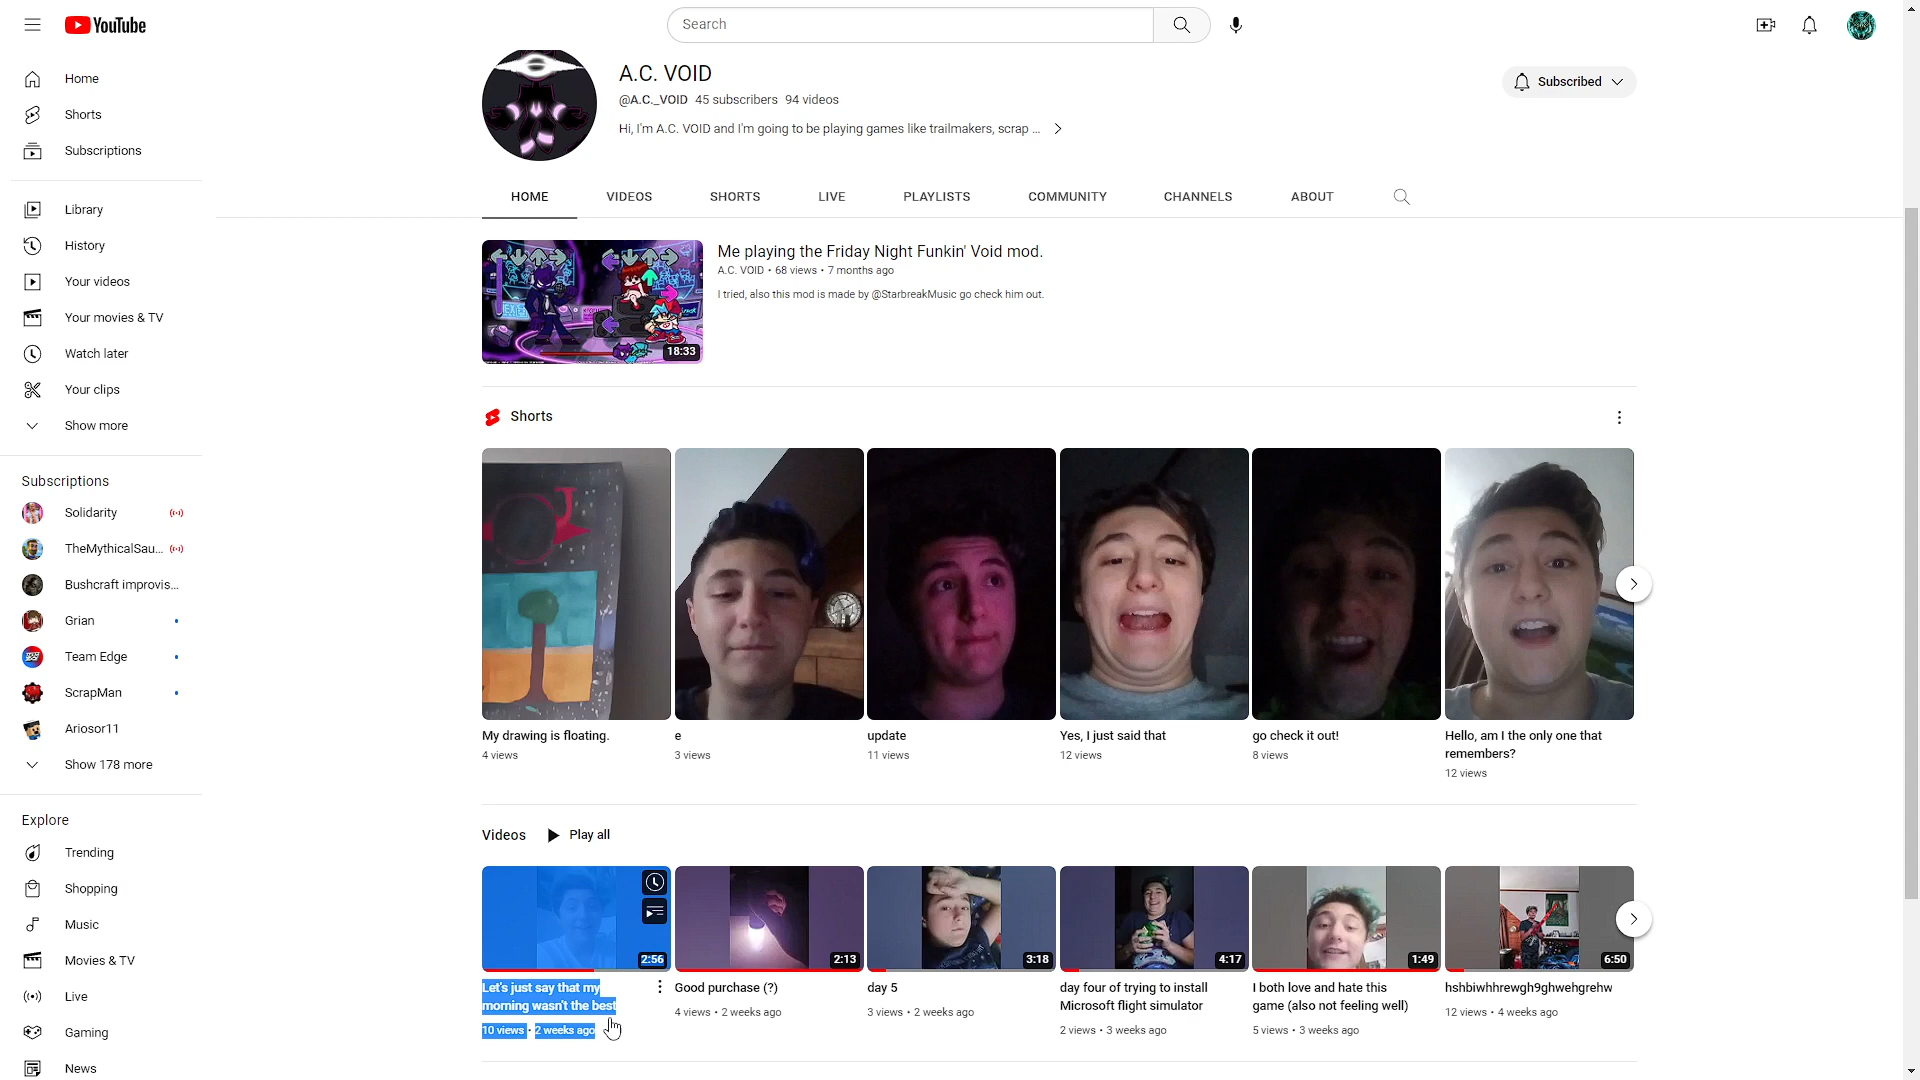 YouTube
Search
Home
Shorts
Subscriptions
Library
History
Your videos
Your movies & TV
Watch later
Your clips
Show more
Subscriptions
Solidarity
TheMythicalSau...
Bushcraft improvis...
Grian
Team Edge
ScrapMan
Ariosor11
Show 178 more
Explore
Trending
Shopping
Music
Movies & TV
Live
Gaming
News
A.C. VOID
@A.C._VOID 45 subscribers 94 videos
Hi, I'm A.C. VOID and I'm going to be playing games like trailmakers, scrap ...
Subscribed
HOME VIDEOS SHORTS LIVE PLAYLISTS COMMUNITY CHANNELS ABOUT
18:33
Me playing the Friday Night Funkin' Void mod.
A.C. VOID • 68 views • 7 months ago
I tried, also this mod is made by @StarbreakMusic go check him out.
Shorts
My drawing is floating.
4 views
e
3 views
update
11 views
Yes, I just said that
12 views
go check it out!
8 views
Hello, am I the only one that
remembers?
12 views
Videos Play all
2:56
Let's just say that my
morning wasn't the best
10 views • 2 weeks ago
2:13
Good purchase (?)
4 views • 2 weeks ago
3:18
day 5
3 views • 2 weeks ago
4:17
day four of trying to install
Microsoft flight simulator
2 views • 3 weeks ago
1:49
I both love and hate this
game (also not feeling well)
5 views • 3 weeks ago
6:50
hshbiwhhrewgh9ghwehgrehw
12 views • 4 weeks ago